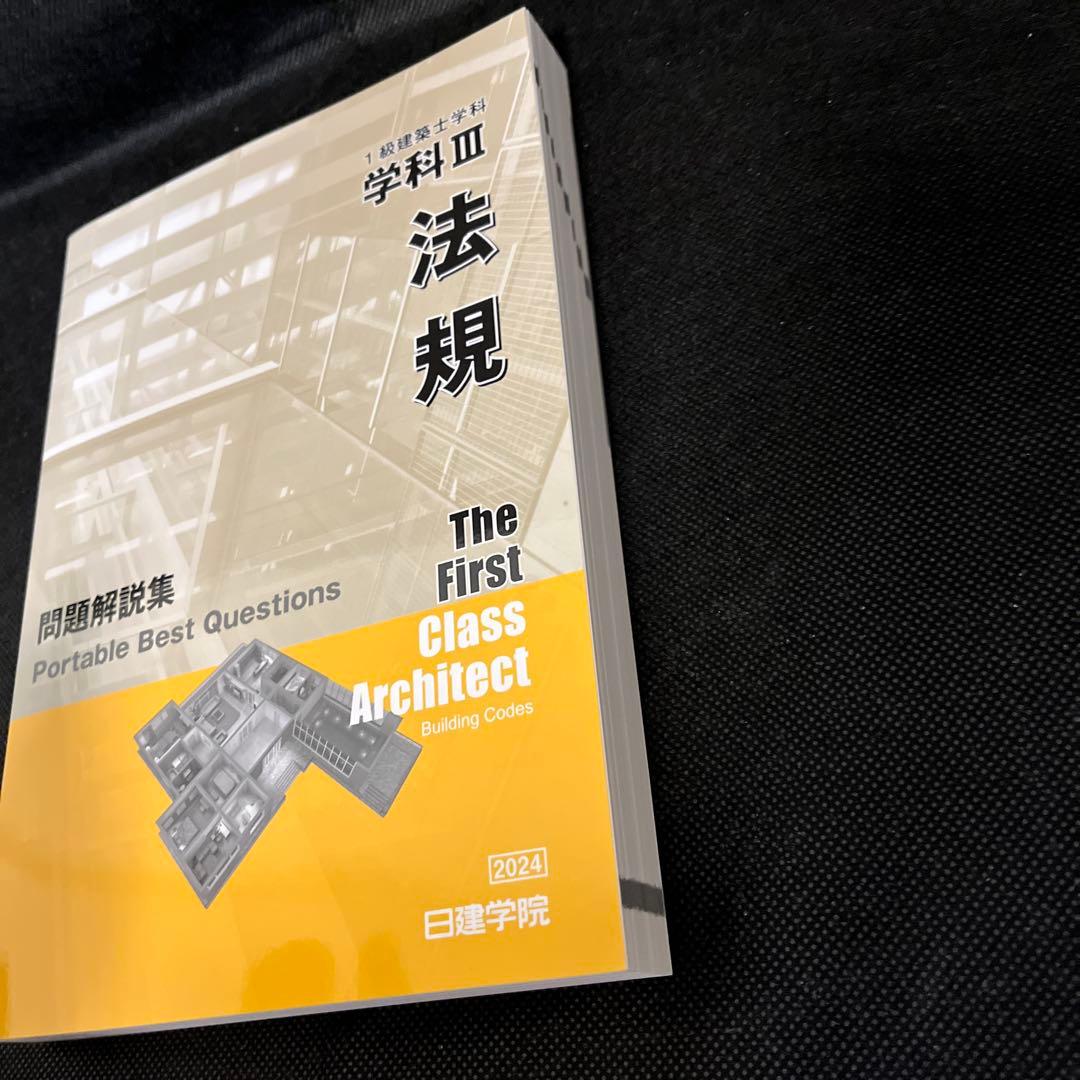 1級建築士学科
学科Ⅲ
法規
The
First
Class
Architect
Building Codes
問題解説集
Portable Best Questions
2024
日建学院